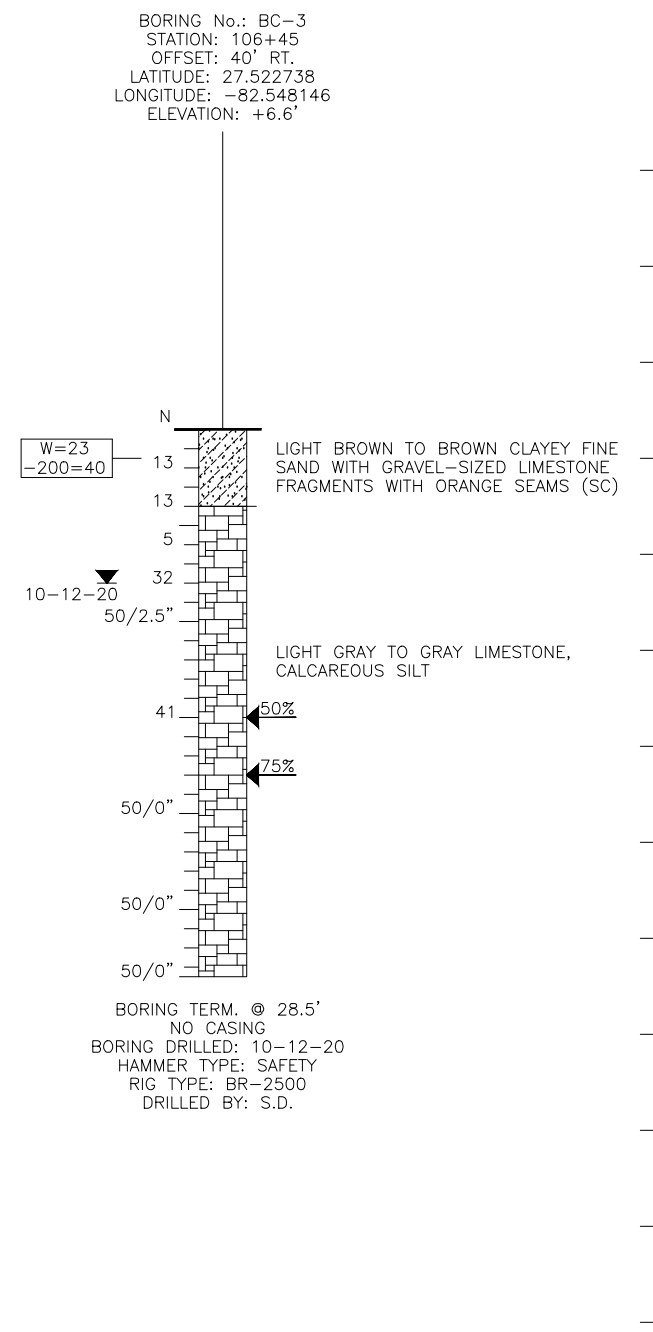 BORING No.: BC-3
STATION: 106+45
OFFSET: 40' RT.
LATITUDE: 27.522738
LONGITUDE: -82.548146
ELEVATION: +6.6'
N
W=23
-200=40
13
13
LIGHT BROWN TO BROWN CLAYEY FINE
SAND WITH GRAVEL-SIZED LIMESTONE
FRAGMENTS WITH ORANGE SEAMS (SC)
5
32
10-12-20
50/2.5"
LIGHT GRAY TO GRAY LIMESTONE,
CALCAREOUS SILT
41
50%
75%
50/0"
50/0"
50/0"
BORING TERM. @ 28.5'
NO CASING
BORING DRILLED: 10-12-20
HAMMER TYPE: SAFETY
RIG TYPE: BR-2500
DRILLED BY: S.D.